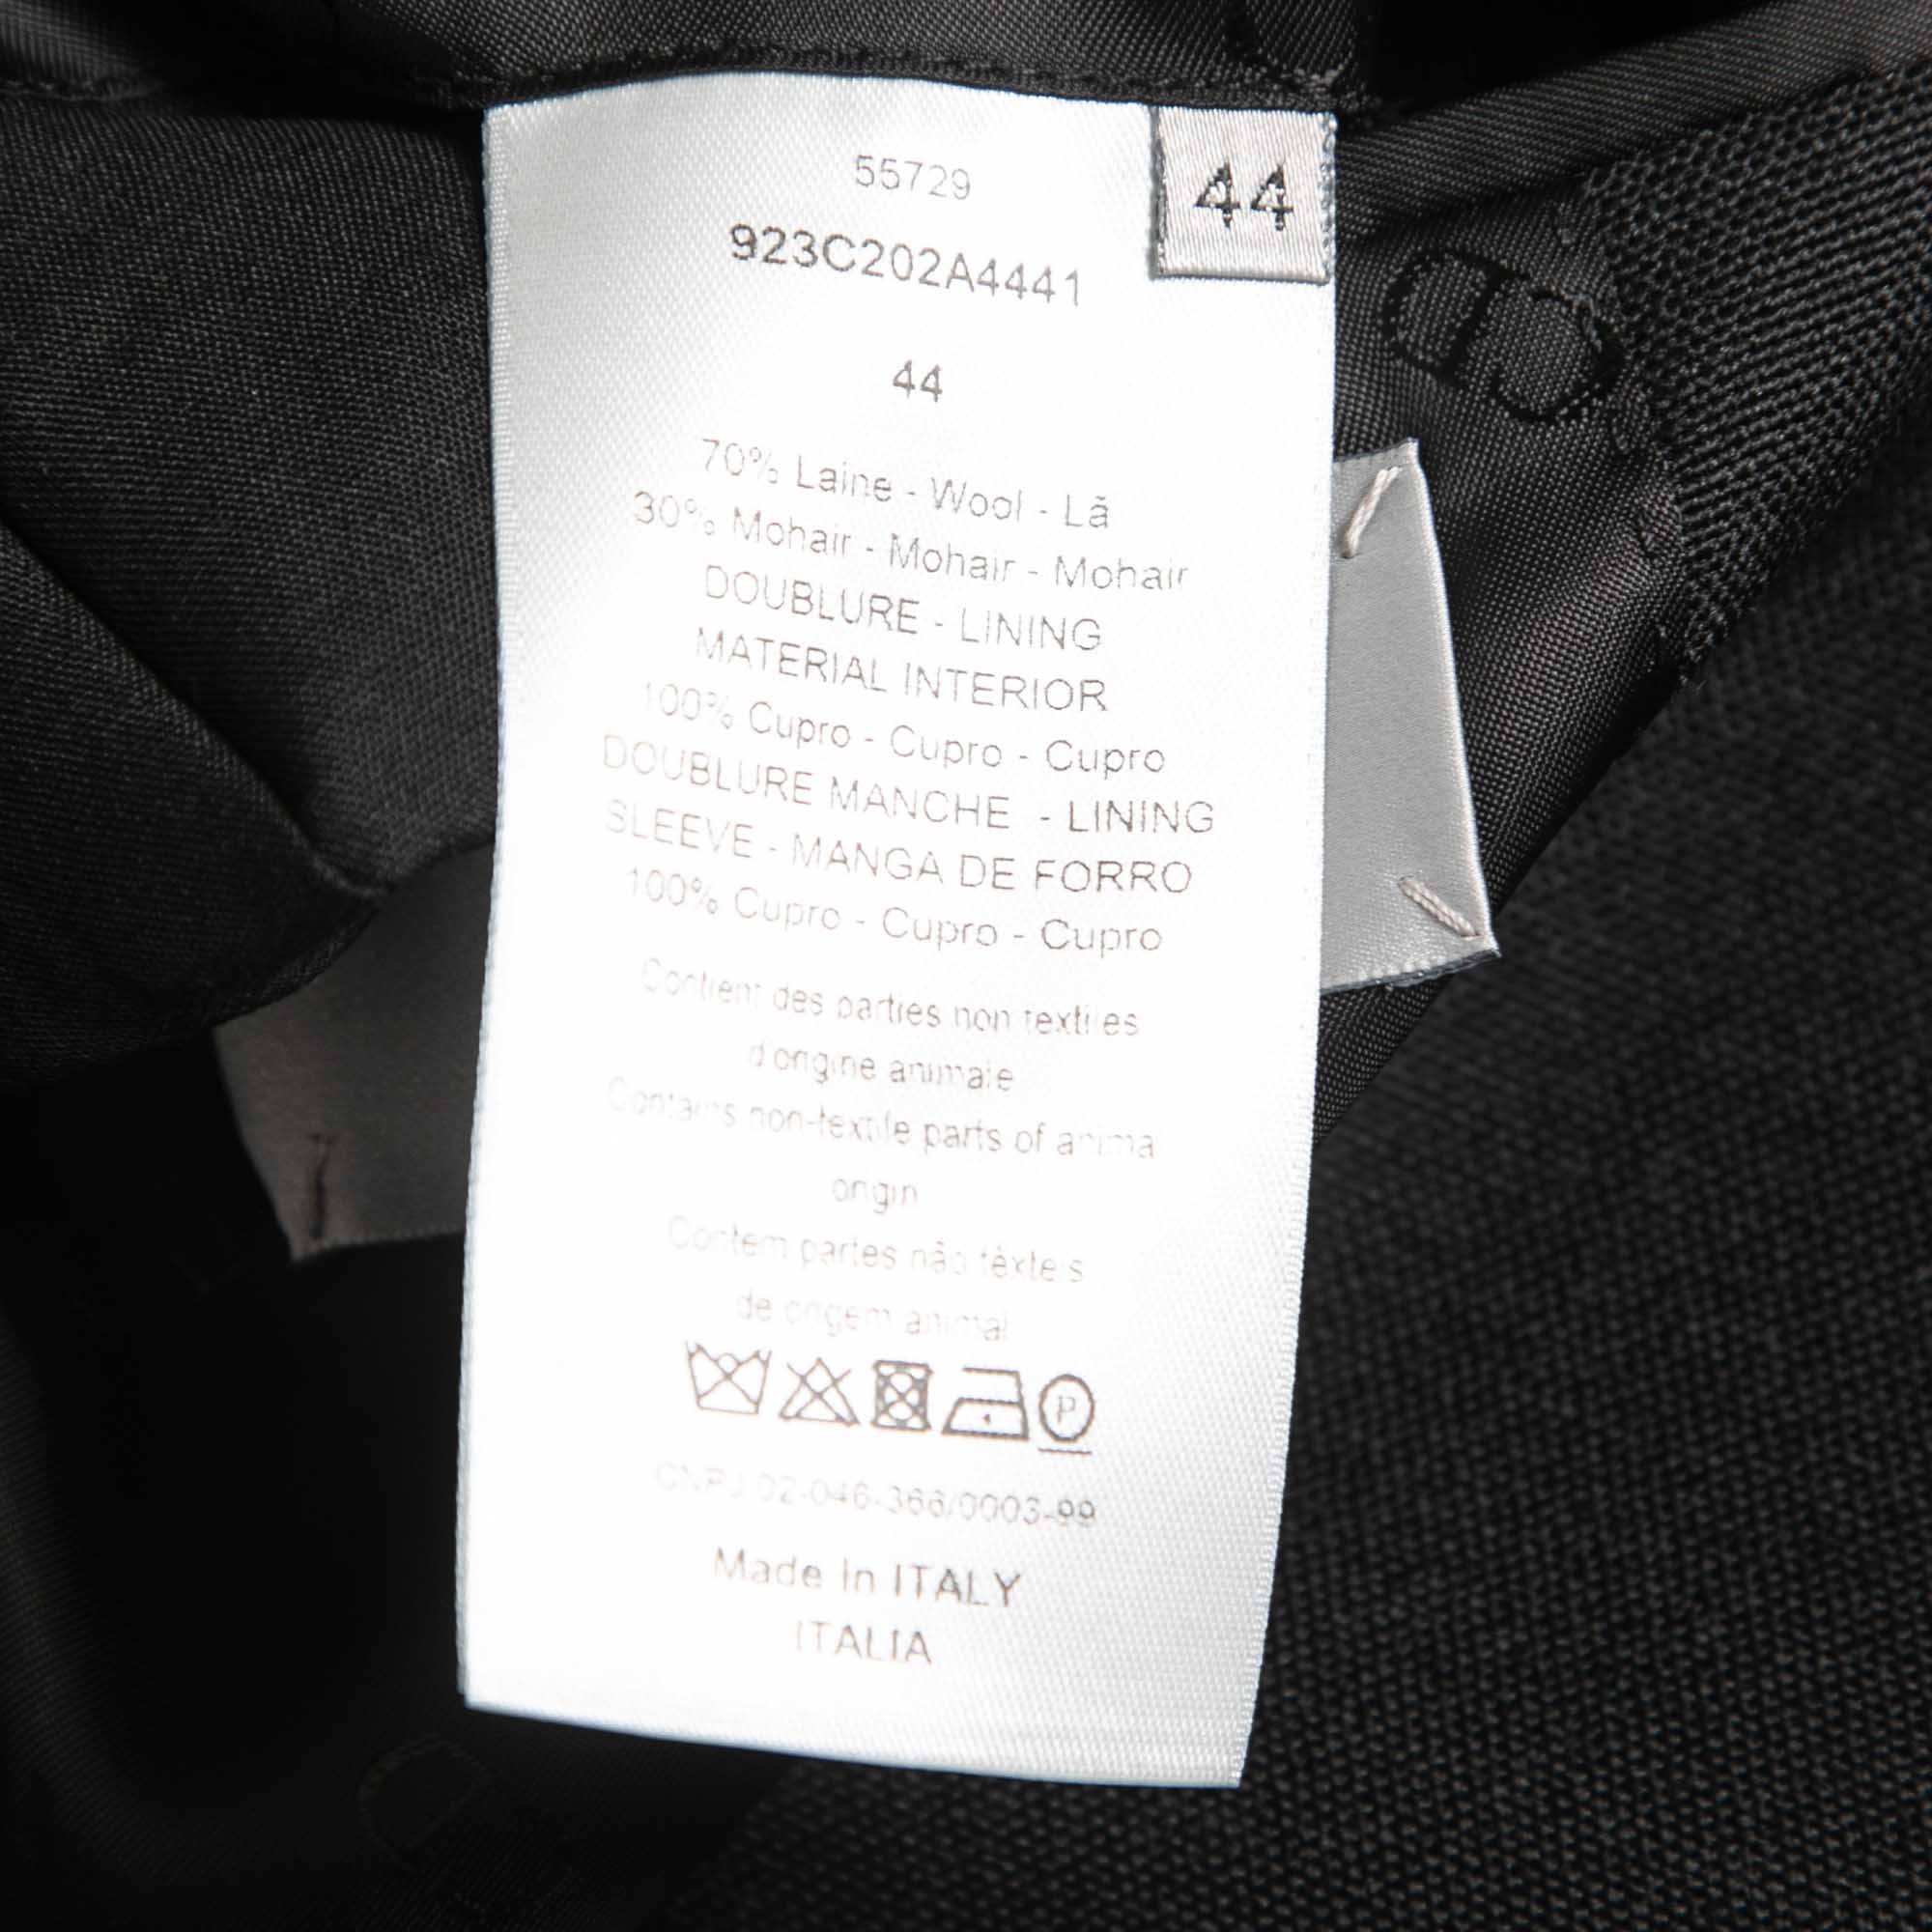 55729
44
923C202A4441
44
70% Laine - Wool - Lã
30% Mohair - Mohair - Mohair
DOUBLURE - LINING
MATERIAL INTERIOR
100% Cupro - Cupro - Cupro
DOUBLURE MANCHE - LINING
SLEEVE - MANGA DE FORRO
100% Cupro - Cupro - Cupro
Contient des parties non textiles
d'origine animale
Contains non-textile parts of animal
origin
Contem partes não têxteis
de origem animal
P
CNPJ 02-046-366/0003-99
Made In ITALY
ITALIA
CD